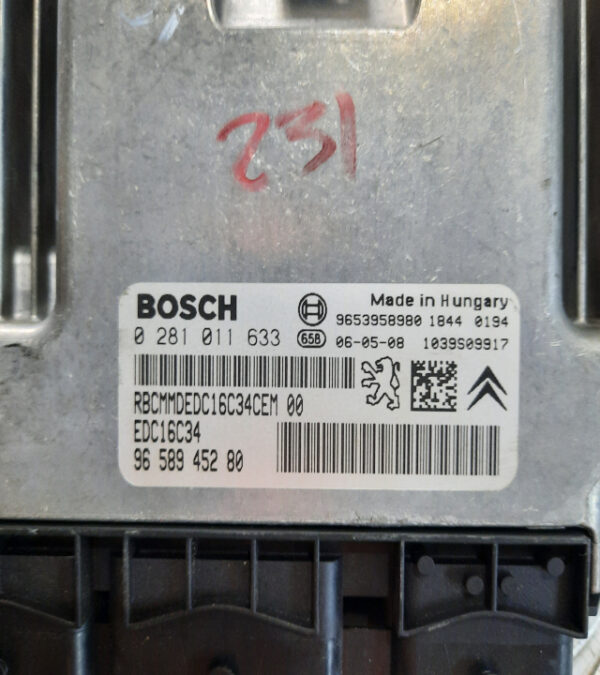 231
BOSCH
Made in Hungary
9653958980 1844 0194
0 281 011 633 658 06-05-08 1039S09917
RBCMMDEDC16C34CEM 00
EDC16C34
96 589 452 80